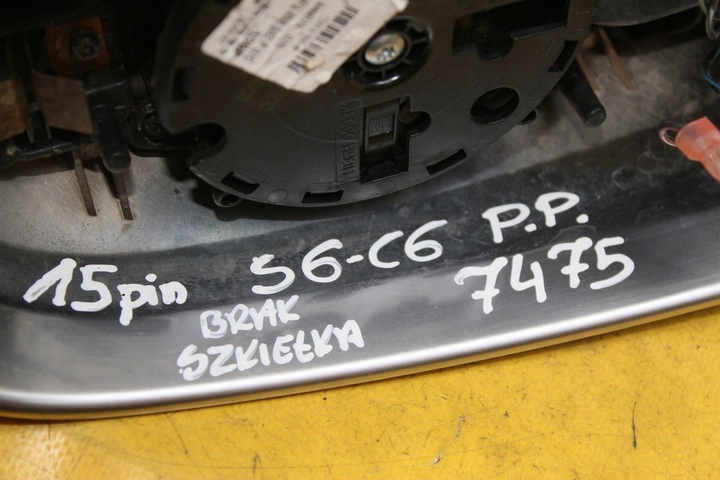 15pin S6-C6 P.P.
7475
BRAK
SZKIEŁKA